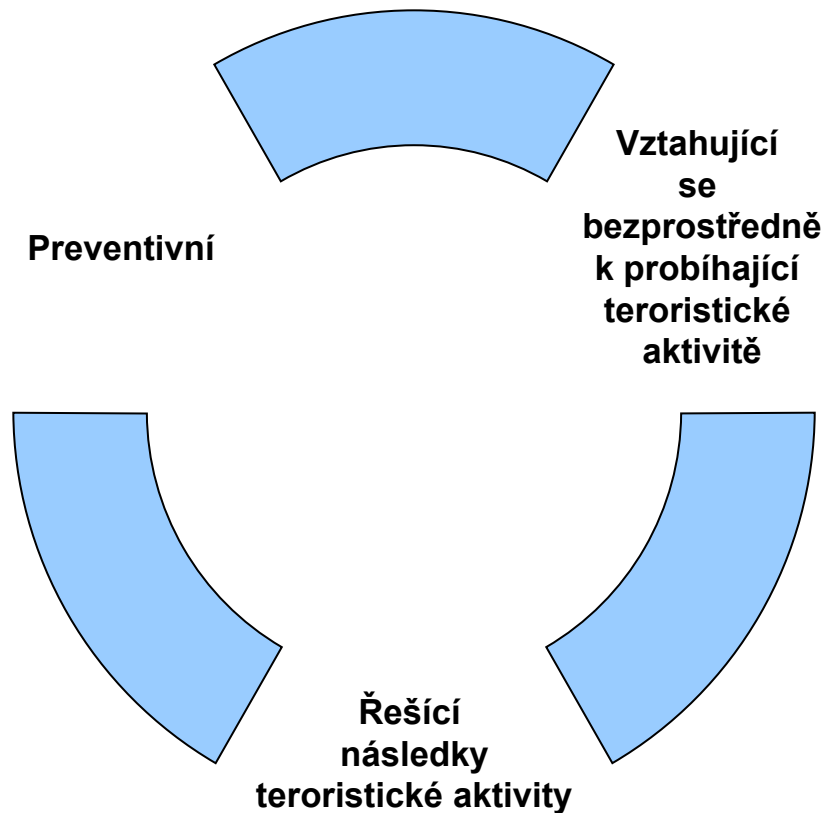 Preventivní
Vztahující
se
bezprostředně
k probíhající
teroristické
aktivitě
Řešící
následky
teroristické aktivity